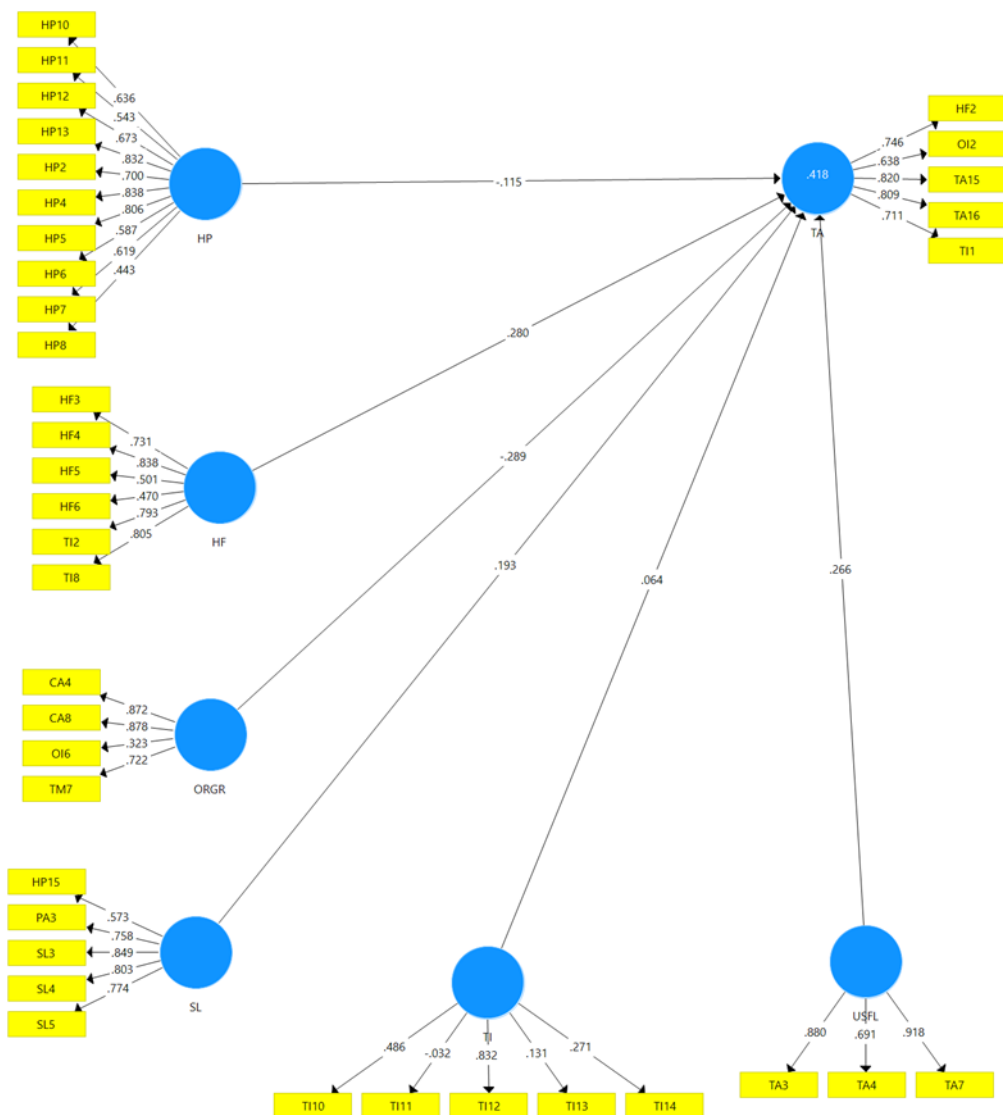 HP10
HP11
HP12
HP13
HP2
HP4
HP5
HP6
HP7
HP8
.636
.543
.673
.832
.700
.838
.806
.587
.619
.443
HP
-.115
.418
TA
.746
.638
.820
.809
.711
HF2
OI2
TA15
TA16
TI1
HF3
HF4
HF5
HF6
TI2
TI8
.731
.838
.501
.470
.793
.805
HF
.280
CA4
CA8
OI6
TM7
.872
.878
.323
.722
ORGR
-.289
HP15
PA3
SL3
SL4
SL5
.573
.758
.849
.803
.774
SL
.193
TI
.064
.486
-.032
.832
.131
.271
TI10
TI11
TI12
TI13
TI14
.266
USFL
.880
.691
.918
TA3
TA4
TA7